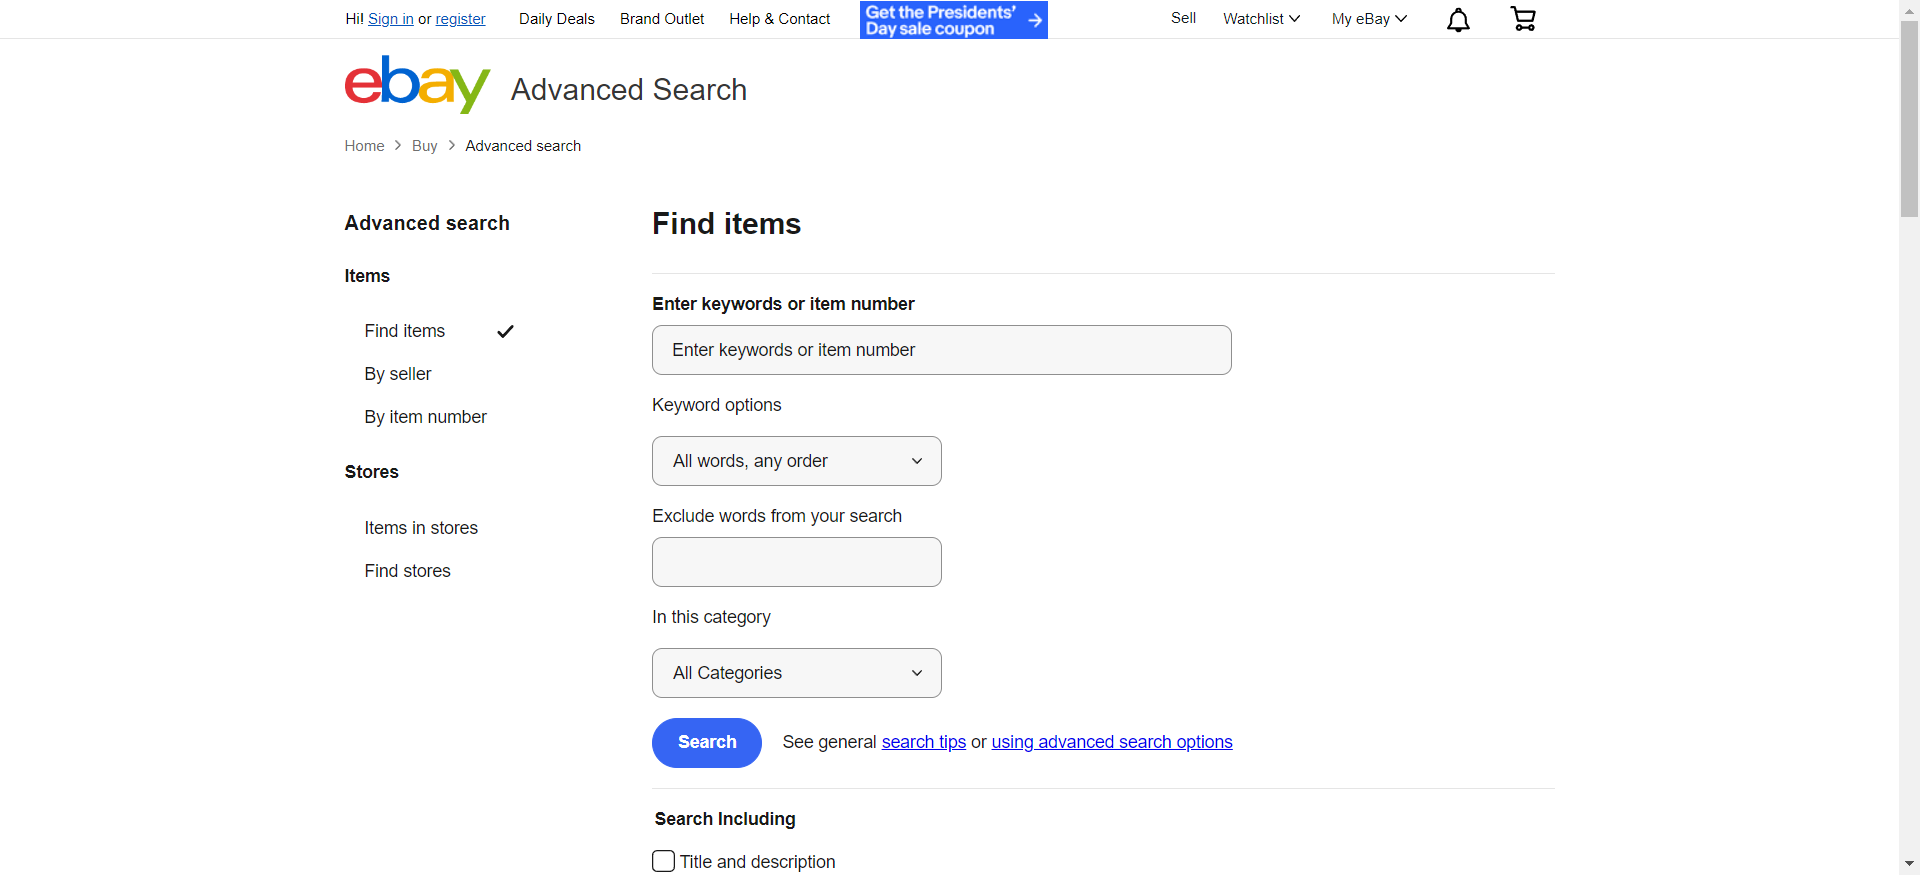 Hi! Sign in or register
Daily Deals
Brand Outlet
Help & Contact
Get the Presidents'
Day sale coupon
Sell
Watchlist
My eBay
ebay
Advanced Search
Home
Buy
Advanced search
Advanced search
Items
Find items
By seller
By item number
Stores
Items in stores
Find stores
Find items
Enter keywords or item number
Enter keywords or item number
Keyword options
All words, any order
Exclude words from your search
In this category
All Categories
Search
See general search tips or using advanced search options
Search Including
Title and description